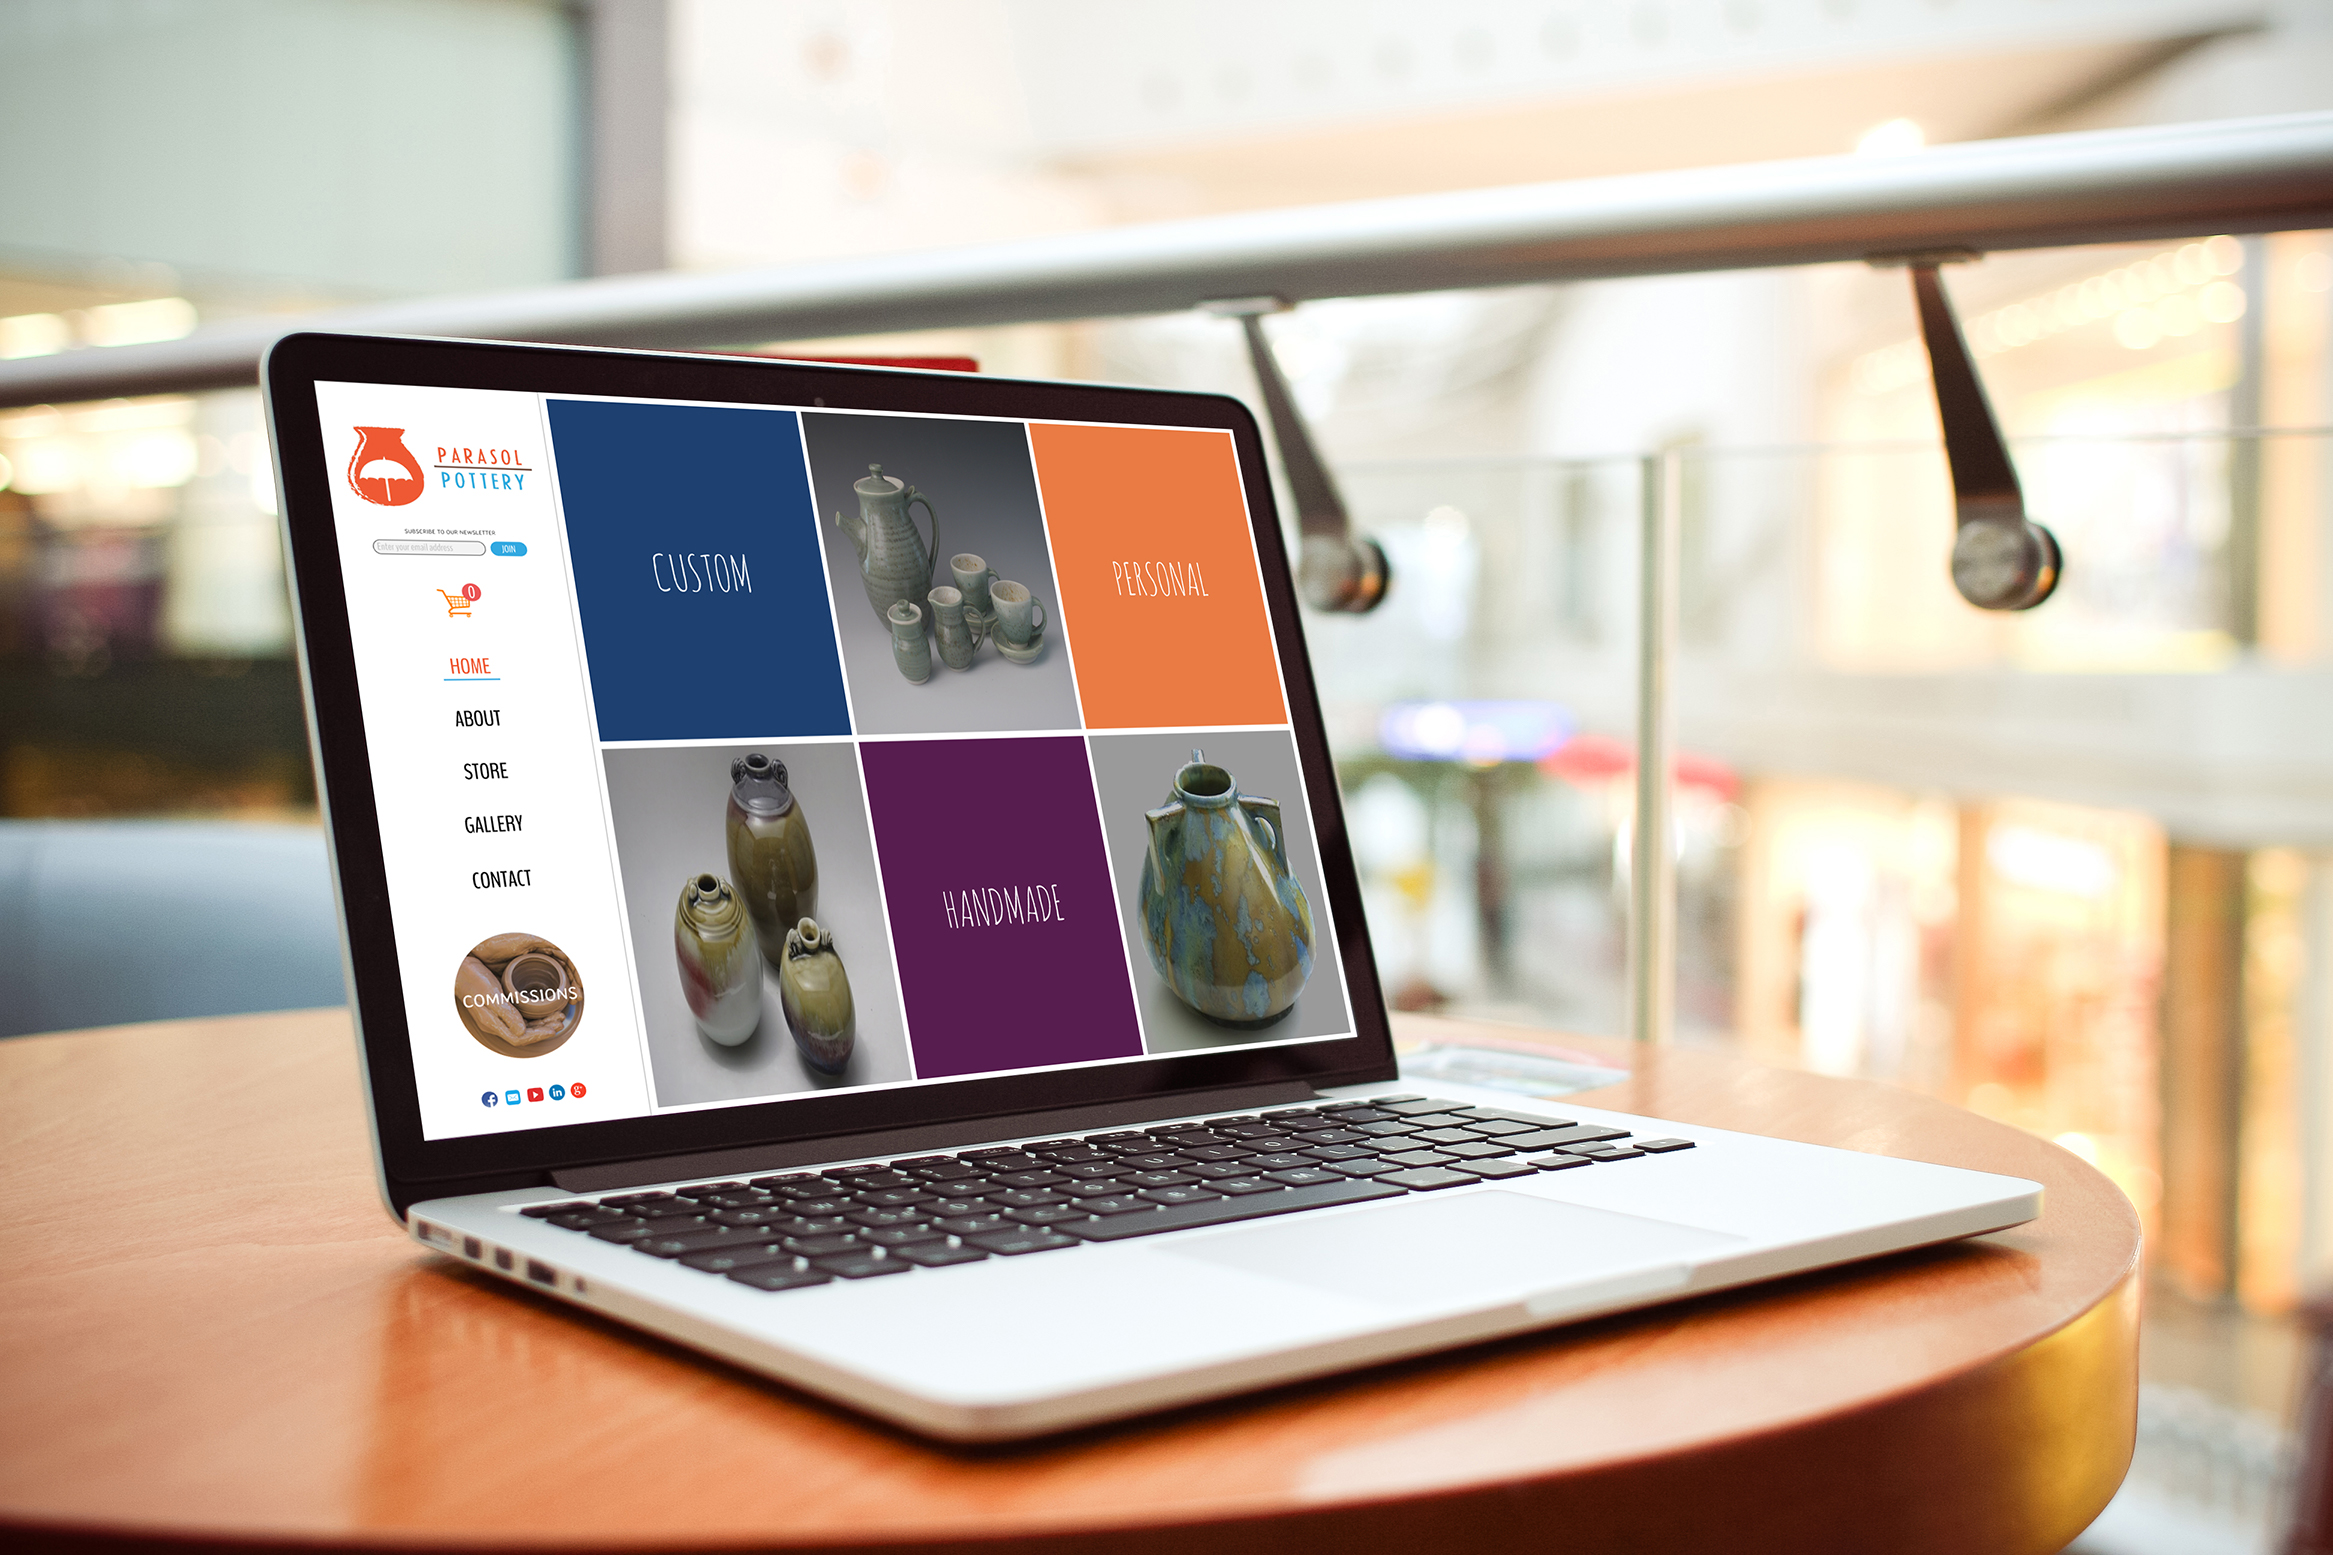 PARASOL
POTTERY
SUBSCRIBE TO OUR NEWSLETTER
Enter your email address
JOIN
0
HOME
ABOUT
STORE
GALLERY
CONTACT
COMMISSIONS
CUSTOM
PERSONAL
HANDMADE